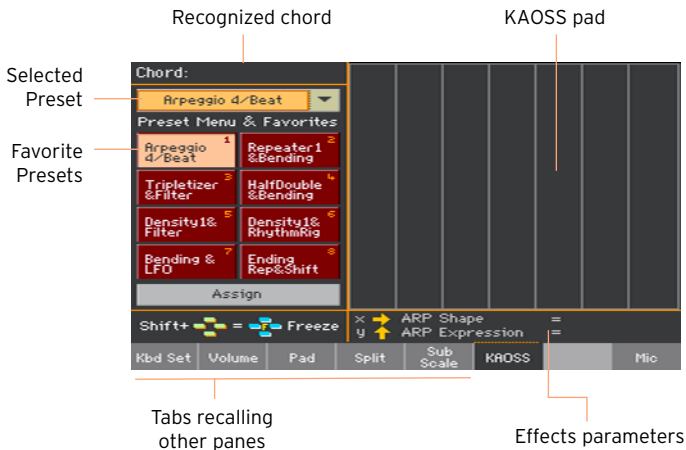 Recognized chord
KAOSS pad
Selected
Preset
Favorite
Presets
Chord:
Arpeggio 4/Beat
Preset Menu & Favorites
Arpeggio 1
4/Beat
Repeater1 2
&Bending
Tripletizer 3
&Filter
HalfDouble 4
&Bending
Density1& 5
Filter
Density1& 6
RhythmRig
Bending & 7
LFO
Ending 8
Rep&Shift
Assign
Shift+ = F Freeze
x ARP Shape =
y ARP Expression =
Kbd Set
Volume
Pad
Split
Sub
Scale
KAOSS
Mic
Tabs recalling
other panes
Effects parameters